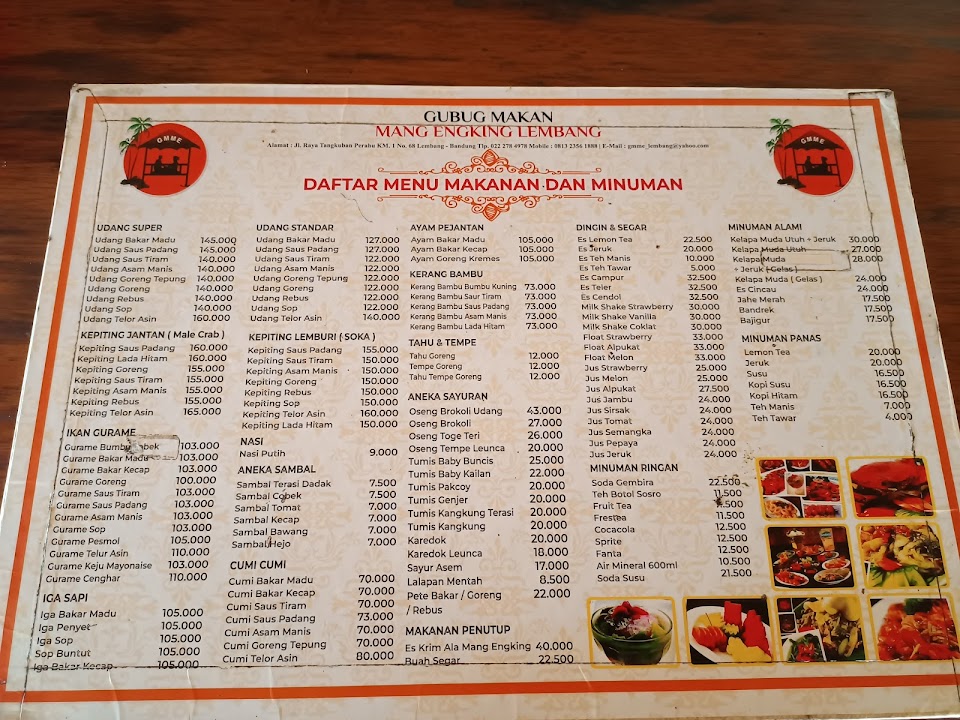 GMME
GUBUG MAKAN
MANG ENGKING LEMBANG
Alamat : Jl. Raya Tangkuban Perahu KM. 1 No. 68 Lembang - Bandung Tlp. 022 278 4978 Mobile : 0813 2356 1888 | E-Mail : gmme_lembang@yahoo.com
GMME
DAFTAR MENU MAKANAN DAN MINUMAN
UDANG SUPER
Udang Bakar Madu 145.000
Udang Saus Padang 145.000
Udang Saus Tiram 140.000
Udang Asam Manis 140.000
Udang Goreng Tepung 140.000
Udang Goreng 140.000
Udang Rebus 140.000
Udang Sop 140.000
Udang Telor Asin 160.000
KEPITING JANTAN ( Male Crab )
Kepiting Saus Padang 160.000
Kepiting Lada Hitam 160.000
Kepiting Goreng 155.000
Kepiting Saus Tiram 155.000
Kepiting Asam Manis 155.000
Kepiting Rebus 155.000
Kepiting Telor Asin 165.000
IKAN GURAME
Gurame Bumbu 103.000
Gurame Bakar Madu 103.000
Gurame Bakar Kecap 103.000
Gurame Goreng 100.000
Gurame Saus Tiram 103.000
Gurame Saus Padang 103.000
Gurame Asam Manis 103.000
Gurame Sop 103.000
Gurame Pesmol 105.000
Gurame Telur Asin 110.000
Gurame Keju Mayonaise 103.000
Gurame Cenghar 110.000
IGA SAPI
Iga Bakar Madu 105.000
Iga Penyet 105.000
Iga Sop 105.000
Sop Buntut 105.000
Iga Bakar Kecap 105.000
UDANG STANDAR
Udang Bakar Madu 127.000
Udang Saus Padang 127.000
Udang Saus Tiram 122.000
Udang Asam Manis 122.000
Udang Goreng Tepung 122.000
Udang Goreng 122.000
Udang Rebus 122.000
Udang Sop 122.000
Udang Telor Asin 140.000
KEPITING LEMBURI ( SOKA )
Kepiting Saus Padang 155.000
Kepiting Saus Tiram 150.000
Kepiting Asam Manis 150.000
Kepiting Goreng 150.000
Kepiting Rebus 150.000
Kepiting Sop 150.000
Kepiting Telor Asin 160.000
Kepiting Lada Hitam 150.000
NASI
Nasi Putih 9.000
ANEKA SAMBAL
Sambal Terasi Dadak 7.500
Sambal Cobek 7.500
Sambal Tomat 7.000
Sambal Kecap 7.000
Sambal Bawang 7.000
Sambal Hejo 7.000
CUMI CUMI
Cumi Bakar Madu 70.000
Cumi Bakar Kecap 70.000
Cumi Saus Tiram 70.000
Cumi Saus Padang 73.000
Cumi Asam Manis 70.000
Cumi Goreng Tepung 70.000
Cumi Telor Asin 80.000
AYAM PEJANTAN
Ayam Bakar Madu 105.000
Ayam Bakar Kecap 105.000
Ayam Goreng Kremes 105.000
KERANG BAMBU
Kerang Bambu Bumbu Kuning 73.000
Kerang Bambu Saur Tiram 73.000
Kerang Bambu Saus Padang 73.000
Kerang Bambu Asam Manis 73.000
Kerang Bambu Lada Hitam 73.000
TAHU & TEMPE
Tahu Goreng 12.000
Tempe Goreng 12.000
Tahu Tempe Goreng 12.000
ANEKA SAYURAN
Oseng Brokoli Udang 43.000
Oseng Brokoli 27.000
Oseng Toge Teri 26.000
Oseng Tempe Leunca 20.000
Tumis Baby Buncis 25.000
Tumis Baby Kailan 22.000
Tumis Pakcoy 20.000
Tumis Genjer 20.000
Tumis Kangkung Terasi 20.000
Tumis Kangkung 20.000
Karedok 20.000
Karedok Leunca 18.000
Sayur Asem 17.000
Lalapan Mentah 8.500
Pete Bakar / Goreng 22.000
/ Rebus
MAKANAN PENUTUP
Es Krim Ala Mang Engking 40.000
Buah Segar 22.500
DINGIN & SEGAR
Es Lemon Tea 22.500
Es Jeruk 20.000
Es Teh Manis 10.000
Es Teh Tawar 5.000
Es Campur 32.500
Es Teler 32.500
Es Cendol 32.500
Milk Shake Strawberry 30.000
Milk Shake Vanilla 30.000
Milk Shake Coklat 30.000
Float Strawberry 33.000
Float Alpukat 33.000
Float Melon 33.000
Jus Strawberry 25.000
Jus Melon 25.000
Jus Alpukat 27.500
Jus Jambu 24.000
Jus Sirsak 24.000
Jus Tomat 24.000
Jus Semangka 24.000
Jus Pepaya 24.000
Jus Jeruk 24.000
MINUMAN RINGAN
Soda Gembira 22.500
Teh Botol Sosro 11.500
Fruit Tea 11.500
Frestea 11.500
Cocacola 12.500
Sprite 12.500
Fanta 12.500
Air Mineral 600ml 10.500
Soda Susu 21.500
MINUMAN ALAMI
Kelapa Muda Utuh + Jeruk 30.000
Kelapa Muda Utuh 27.000
Kelapa Muda 28.000
+ Jeruk ( Gelas )
Kelapa Muda ( Gelas ) 24.000
Es Cincau 24.000
Jahe Merah 17.500
Bandrek 17.500
Bajigur 17.500
MINUMAN PANAS
Lemon Tea 20.000
Jeruk 20.000
Susu 16.500
Kopi Susu 16.500
Kopi Hitam 16.500
Teh Manis 7.000
Teh Tawar 4.000